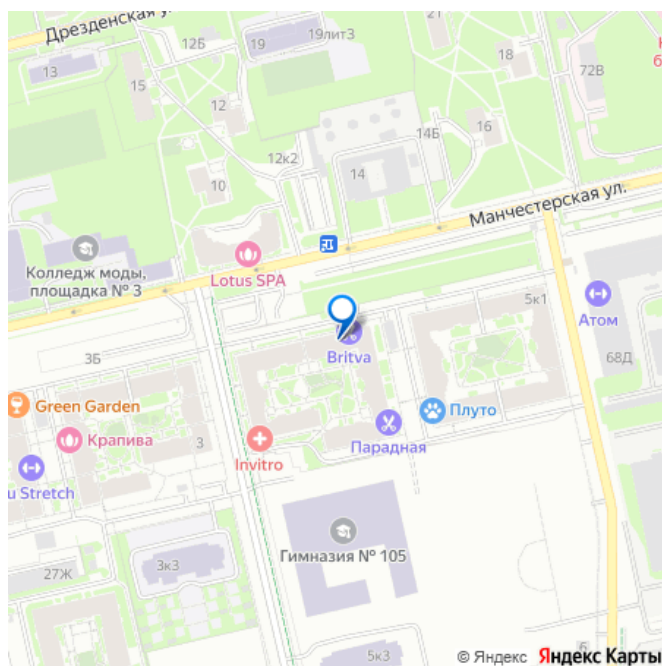 Дрезденская у
21
12Б
19
19литЗ
13
15
18
12
72В
б
14Б
16
12к2
14
10
Манчестерская ул.
Колледж моды,
площадка № 3
Lotus SPA
5к1
Атом
Britva
3Б
68Д
Green Garden
Плуто
Крапива
3
Парадная
Invitro
u Stretch
Гимназия № 105
27Ж
3к3
5к3
© Яндекс Яндекс Карты